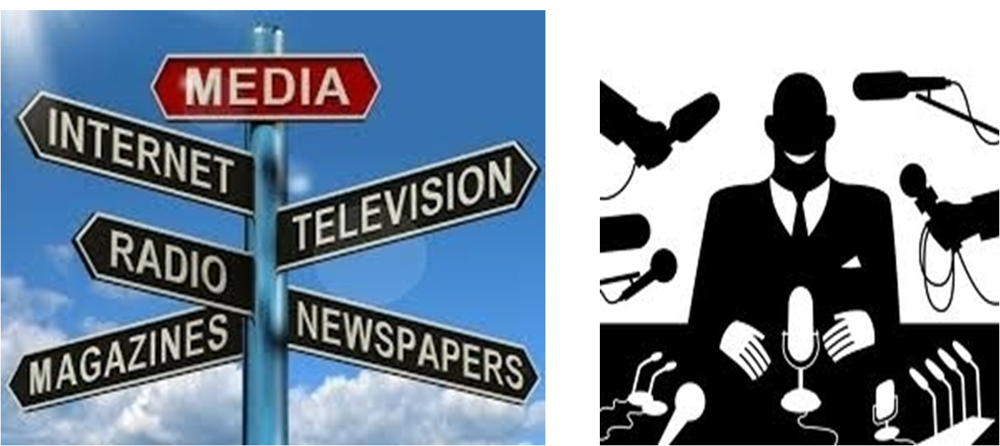 MEDIA
INTERNET
TELEVISION
RADIO
NEWSPAPERS
MAGAZINES